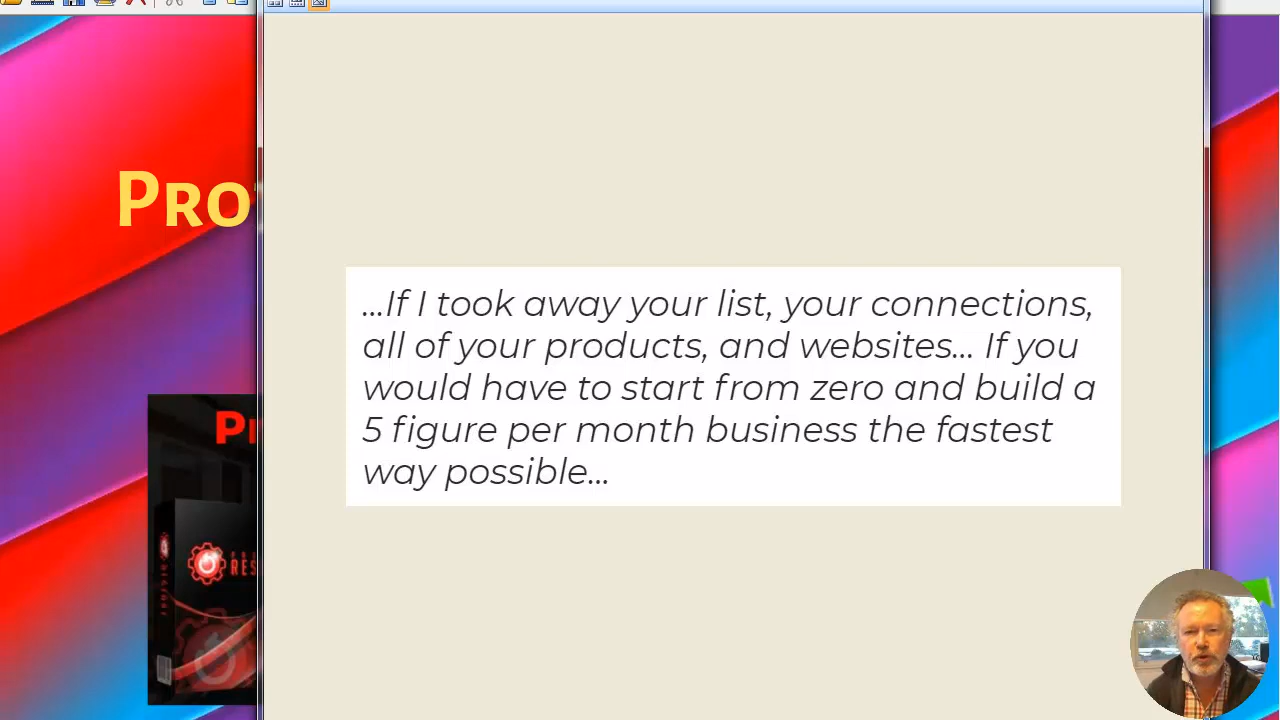 Pro
...If I took away your list, your connections,
all of your products, and websites... If you
would have to start from zero and build a
5 figure per month business the fastest
way possible...
P
RES